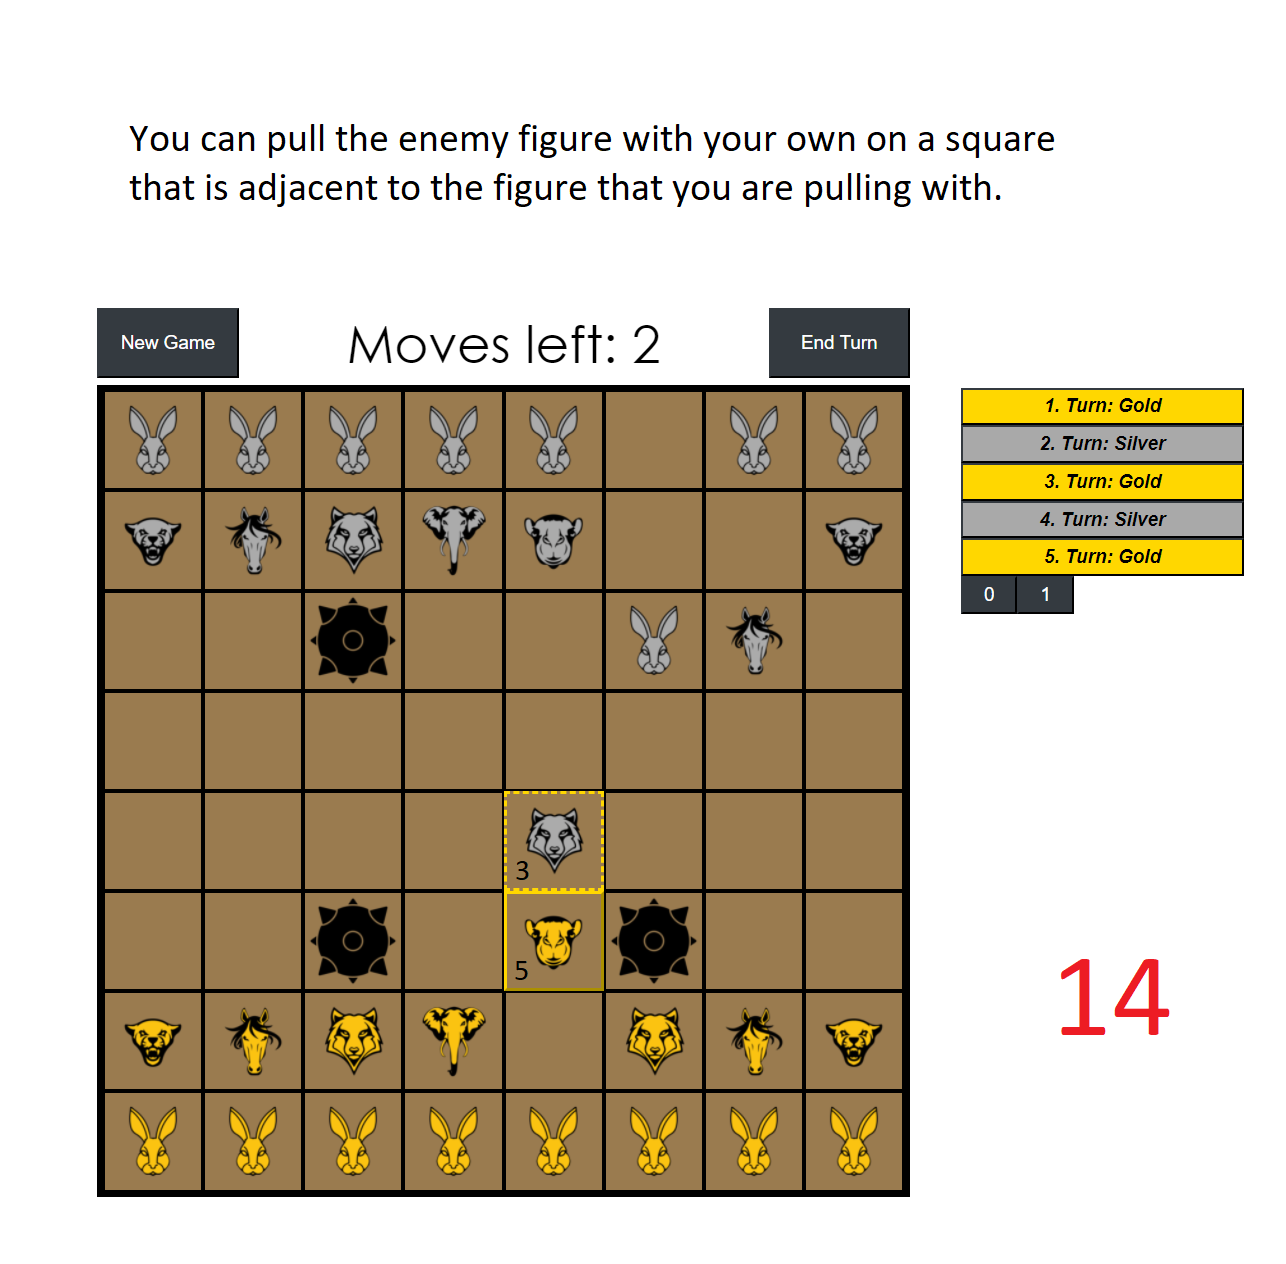 You can pull the enemy figure with your own on a square
that is adjacent to the figure that you are pulling with.
New Game
Moves left: 2
End Turn
1. Turn: Gold
2. Turn: Silver
3. Turn: Gold
4. Turn: Silver
5. Turn: Gold
0 1
3
5
14